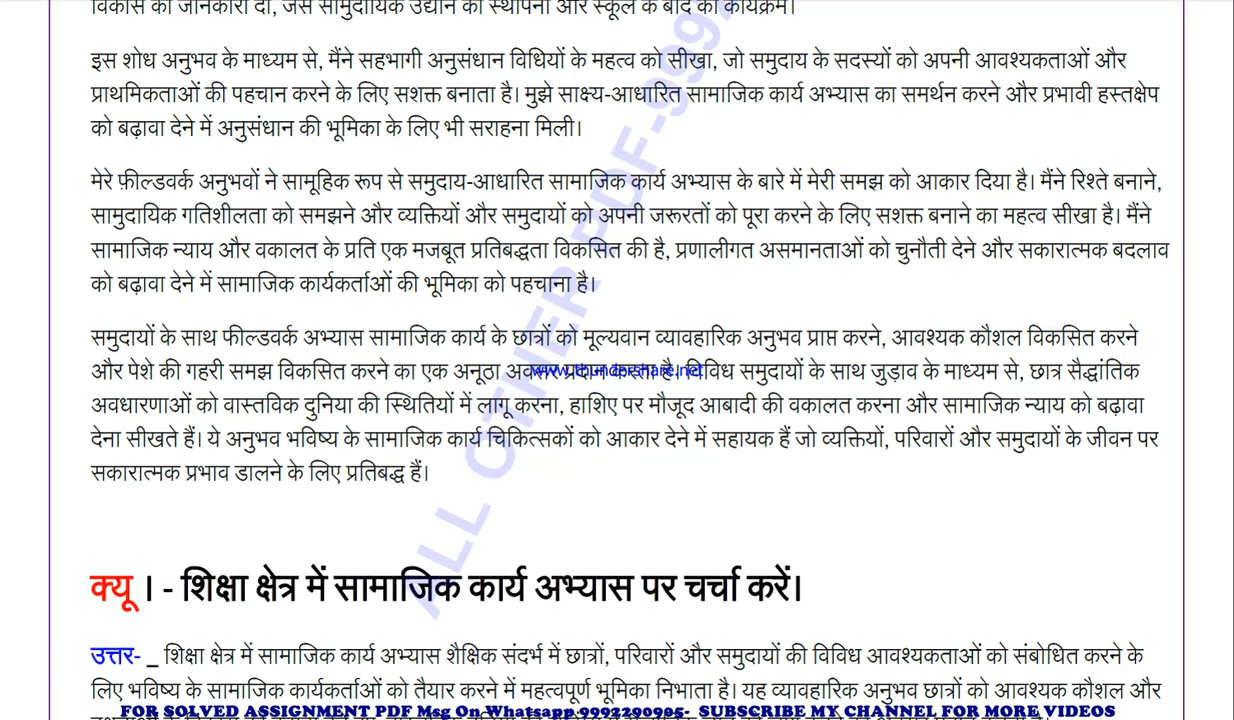 विकास की जानकारी दी, जैसे सामुदायिक उद्यान की स्थापना और स्कूल के बाद का कार्यक्रम।
इस शोध अनुभव के माध्यम से, मैंने सहभागी अनुसंधान विधियों के महत्व को सीखा, जो समुदाय के सदस्यों को अपनी आवश्यकताओं और
प्राथमिकताओं की पहचान करने के लिए सशक्त बनाता है। मुझे साक्ष्य-आधारित सामाजिक कार्य अभ्यास का समर्थन करने और प्रभावी हस्तक्षेप
को बढ़ावा देने में अनुसंधान की भूमिका के लिए भी सराहना मिली।
मेरे फ़ील्डवर्क अनुभवों ने सामूहिक रूप से समुदाय-आधारित सामाजिक कार्य अभ्यास के बारे में मेरी समझ को आकार दिया है। मैंने रिश्ते बनाने,
सामुदायिक गतिशीलता को समझने और व्यक्तियों और समुदायों को अपनी जरूरतों को पूरा करने के लिए सशक्त बनाने का महत्व सीखा है। मैंने
सामाजिक न्याय और वकालत के प्रति एक मजबूत प्रतिबद्धता विकसित की है, प्रणालीगत असमानताओं को चुनौती देने और सकारात्मक बदलाव
को बढ़ावा देने में सामाजिक कार्यकर्ताओं की भूमिका को पहचाना है।
समुदायों के साथ फील्डवर्क अभ्यास सामाजिक कार्य के छात्रों को मूल्यवान व्यावहारिक अनुभव प्राप्त करने, आवश्यक कौशल विकसित करने
और पेशे की गहरी समझ विकसित करने का एक अनूठा अवसर प्रदान करता है। विविध समुदायों के साथ जुड़ाव के माध्यम से, छात्र सैद्धांतिक
www.thundershare.net
अवधारणाओं को वास्तविक दुनिया की स्थितियों में लागू करना, हाशिए पर मौजूद आबादी की वकालत करना और सामाजिक न्याय को बढ़ावा
देना सीखते हैं। ये अनुभव भविष्य के सामाजिक कार्य चिकित्सकों को आकार देने में सहायक हैं जो व्यक्तियों, परिवारों और समुदायों के जीवन पर
सकारात्मक प्रभाव डालने के लिए प्रतिबद्ध हैं।
ALL OTHER PDF-9992
क्यू । - शिक्षा क्षेत्र में सामाजिक कार्य अभ्यास पर चर्चा करें।
उत्तर- _ शिक्षा क्षेत्र में सामाजिक कार्य अभ्यास शैक्षिक संदर्भ में छात्रों, परिवारों और समुदायों की विविध आवश्यकताओं को संबोधित करने के
लिए भविष्य के सामाजिक कार्यकर्ताओं को तैयार करने में महत्वपूर्ण भूमिका निभाता है। यह व्यावहारिक अनुभव छात्रों को आवश्यक कौशल और
FOR SOLVED ASSIGNMENT PDF Msg On Whatsapp 9992290905- SUBSCRIBE MY CHANNEL FOR MORE VIDEOS